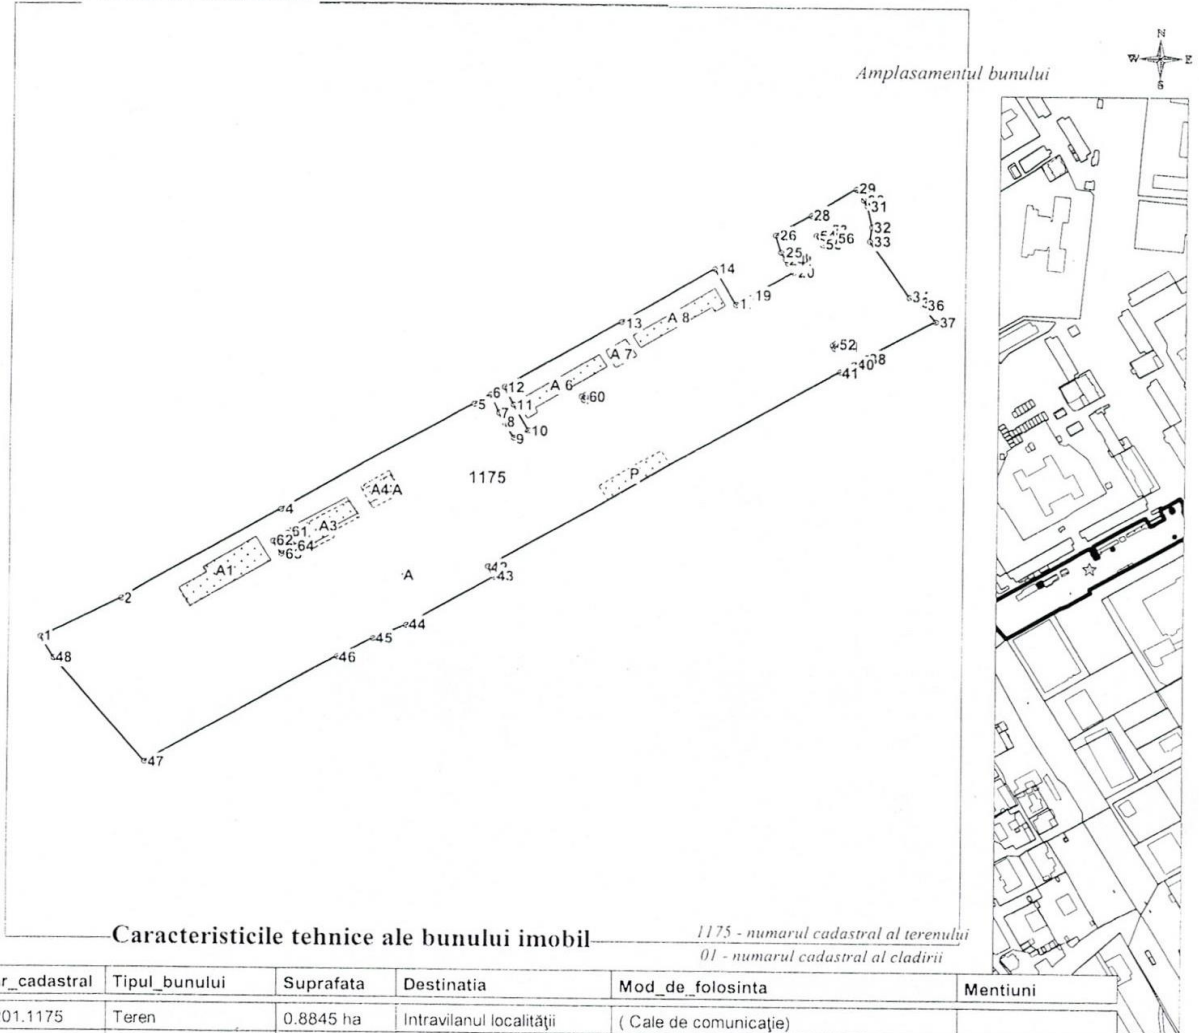 N
W E
S
Amplasamentul bunului
29
31
28
32
26
56
33
25
14
19
36
37
13
A 8
A 7
52
38
12
40
6
41
5
11
A 6
60
7
8
10
9
1175
P
A4
A
4
61
A3
62
64
A1
42
A
43
2
44
1
45
48
46
47
Caracteristicile tehnice ale bunului imobil
1175 - numarul cadastral al terenului
01 - numarul cadastral al cladirii
r_cadastral Tipul_bunului Suprafata Destinatia Mod_de_folosinta Mentiuni
01.1175 Teren 0.8845 ha Intravilanul localităţii ( Cale de comunicaţie)